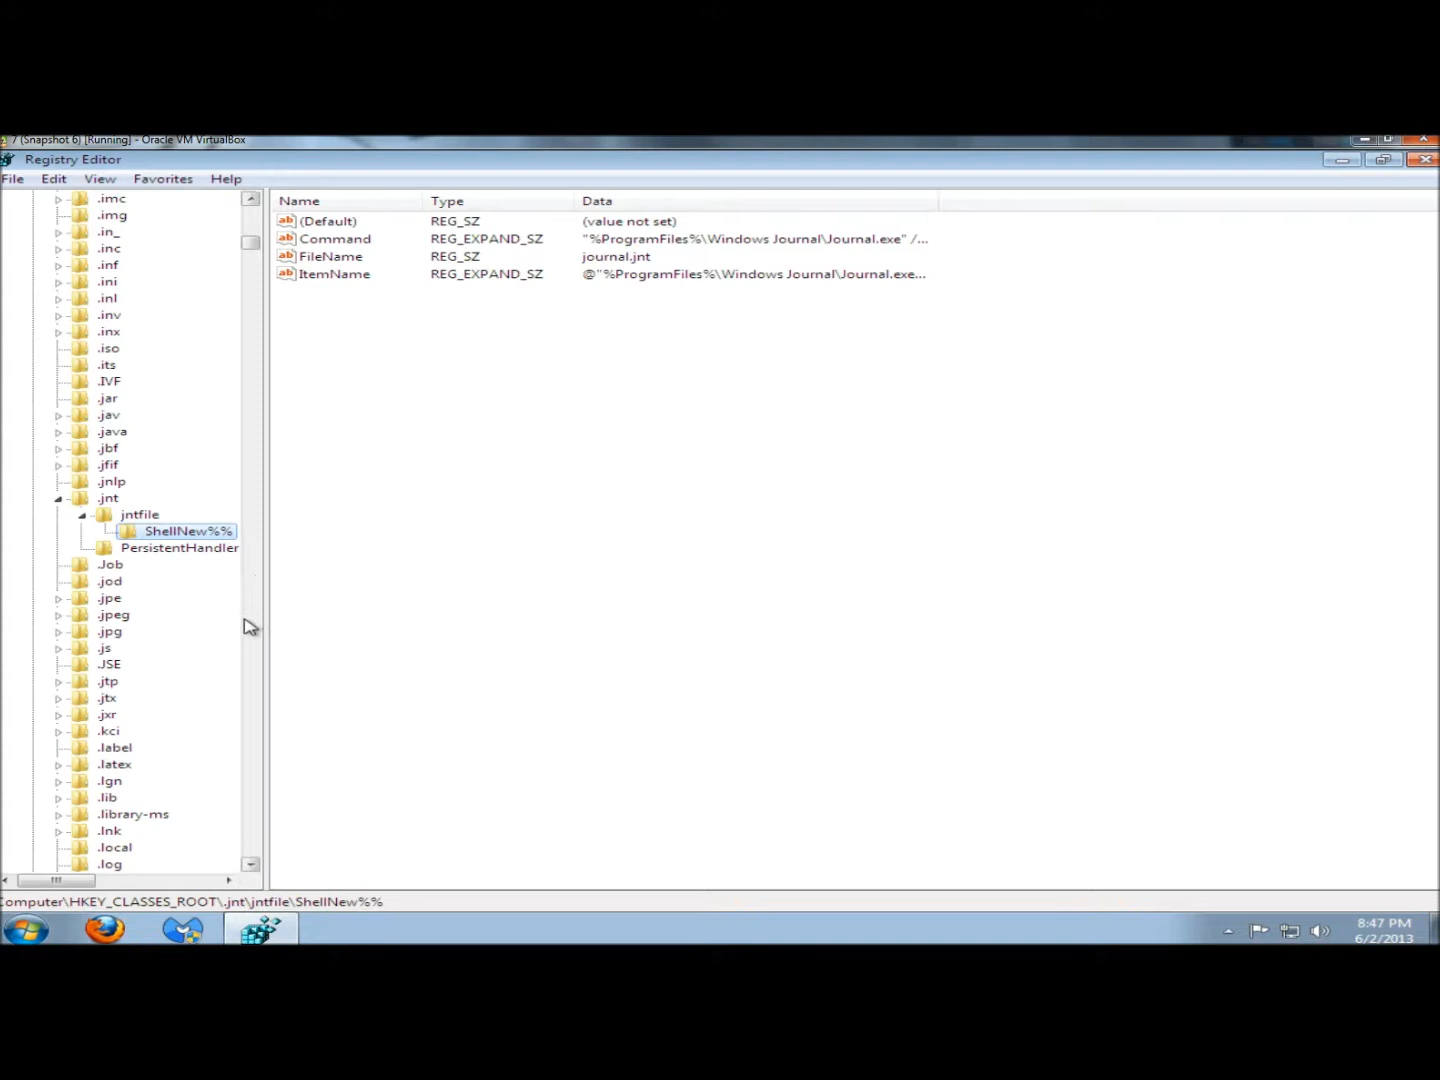 7 (Snapshot 6) [Running] - Oracle VM VirtualBox
Registry Editor
File Edit View Favorites Help
.imc
.img
.in_
.inc
.inf
.ini
.inl
.inv
.inx
.iso
.its
.IVF
.jar
.jav
.java
.jbf
.jfif
.jnlp
.jnt
jntfile
ShellNew%%
PersistentHandler
.Job
.jod
.jpe
.jpeg
.jpg
.js
.JSE
.jtp
.jtx
.jxr
.kci
.label
.latex
.lgn
.lib
.library-ms
.lnk
.local
.log
Name Type Data
(Default) REG_SZ (value not set)
Command REG_EXPAND_SZ "%ProgramFiles%\Windows Journal\Journal.exe" /...
FileName REG_SZ journal.jnt
ItemName REG_EXPAND_SZ @"%ProgramFiles%\Windows Journal\Journal.exe...
Computer\HKEY_CLASSES_ROOT\.jnt\jntfile\ShellNew%%
8:47 PM
6/2/2013